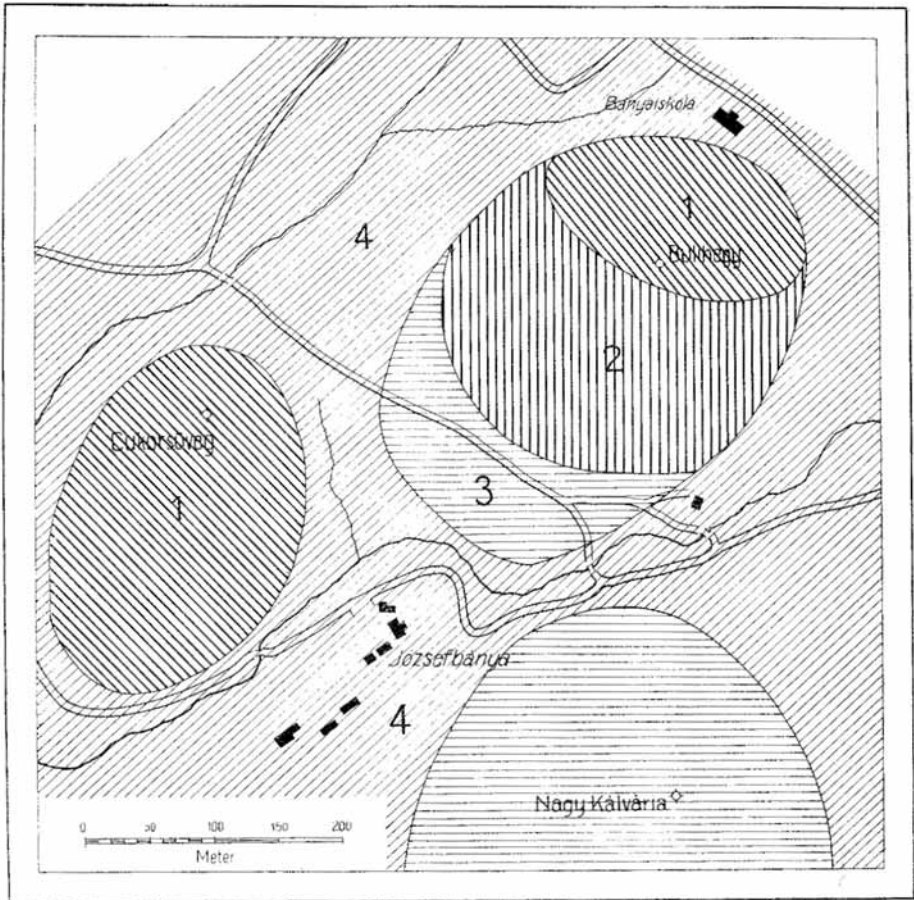 Bányaiskola
1
4
Bullhegy
2
Cukorsüveg
3
1
Józsefbánya
4
Nagy Kálvária
0 50 100 150 200
Meter